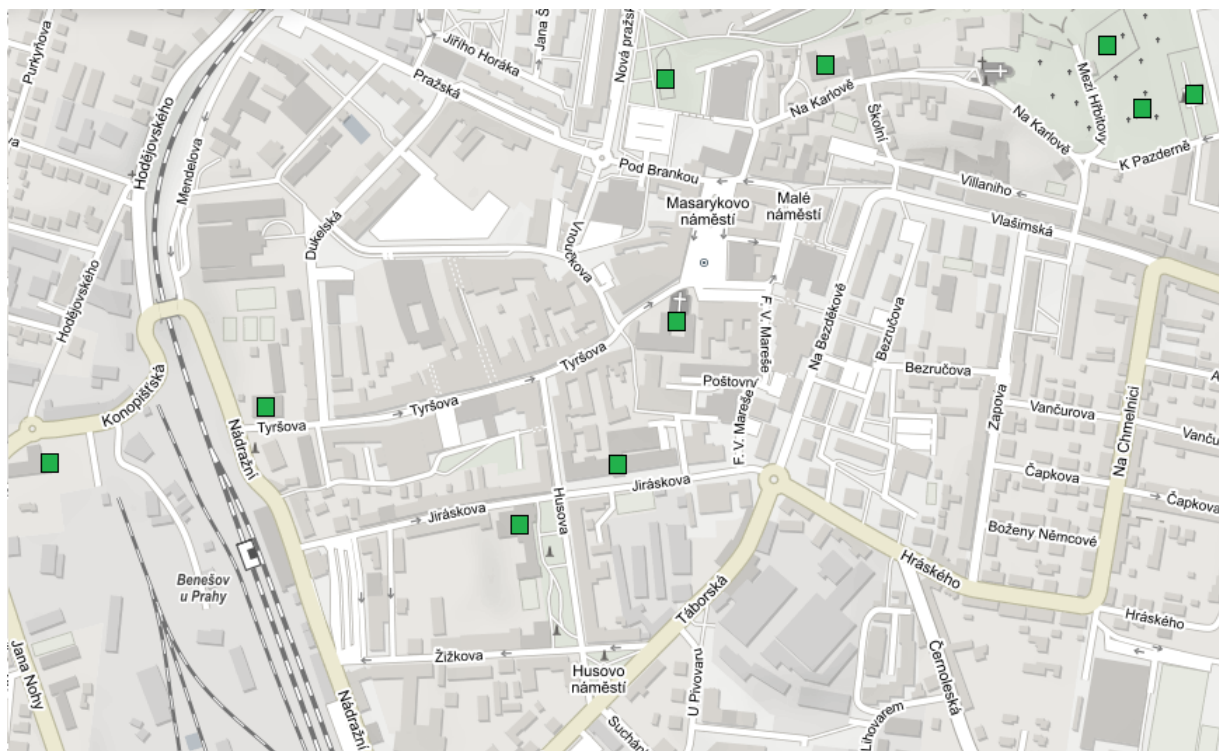 Purkyňova
Hodějovského
Mendelova
Jiřího Horáka
Jana Š
Pražská
Nová pražsk
Na Karlově
Školní
Mezi Hřbitovy
Na Karlově
K Pazderně
Pod Brankou
Villaniho
Masarykovo
náměstí
Malé
náměstí
Vlašimská
Dukelská
Vnoučkova
Hodějovského
F. V. Mareše
Na Bezděkově
Bezručova
Konopišťská
Tyršova
Bezručova
Poštovní
Tyršova
Tyršova
Zapova
Vančurova
Vanču
Na Chmelnici
Nádražní
F. V. Mareše
Čapkova
Čapkova
Jiráskova
Jiráskova
Husova
Boženy Němcové
Benešov
u Prahy
Hráského
Táborská
Hráského
Jana Nohy
Žižkova
Husovo
náměstí
Černoleská
Nádražní
U Pivovaru
Lihovarem
Suchán